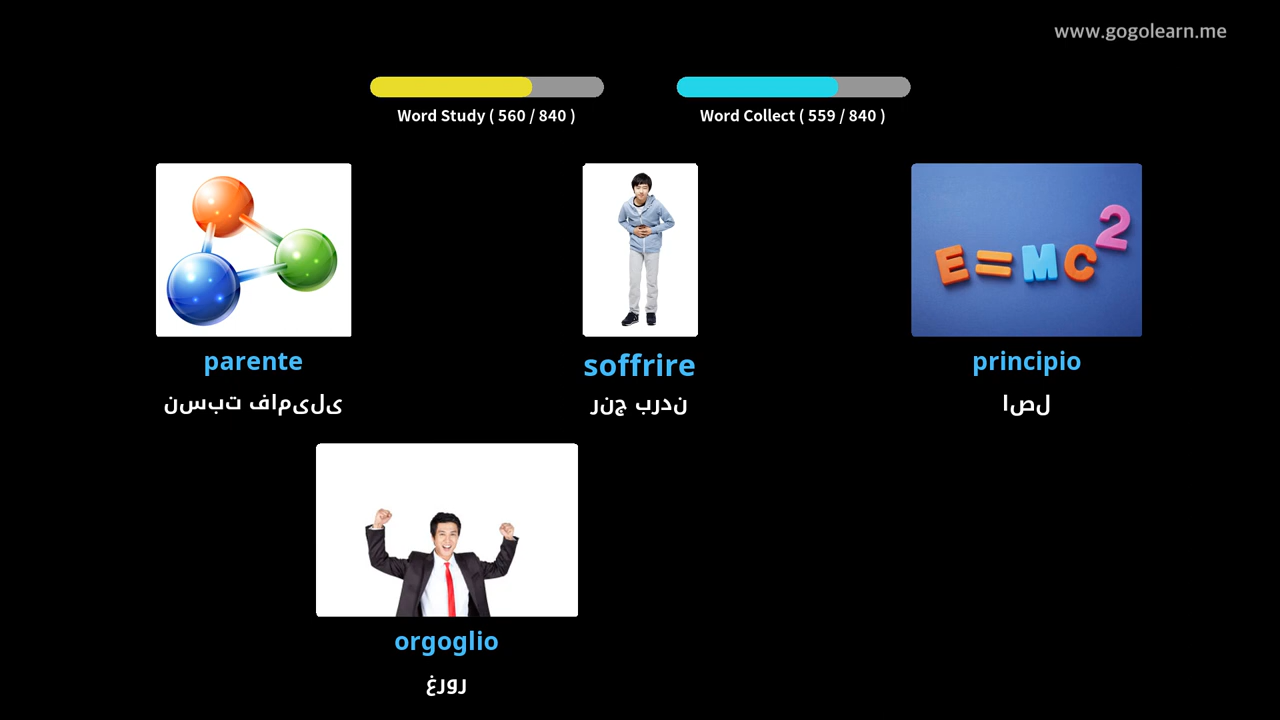 www.gogolearn.me
Word Study ( 560 / 840 )
Word Collect ( 559 / 840 )
parente
نسبت فامیلی
soffrire
رنج بردن
principio
اصل
orgoglio
غرور
E=MC2